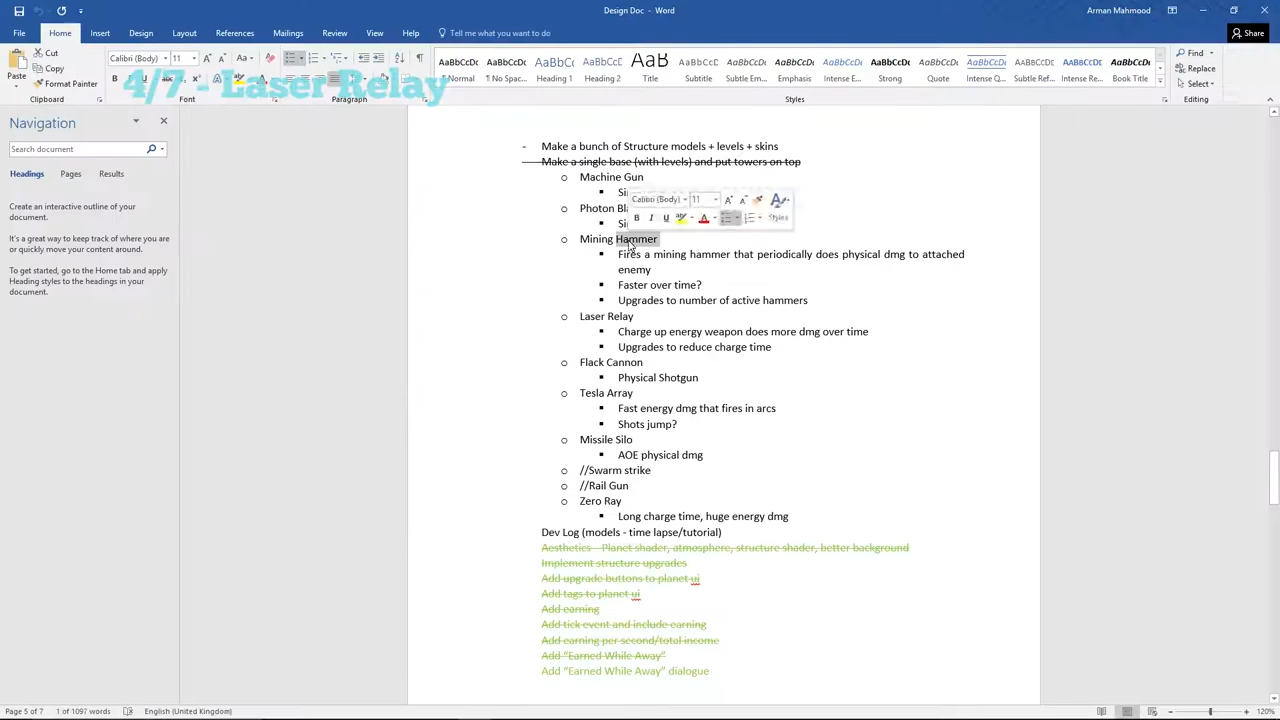 Design Doc - Word
Arman Mahmood
File Home Insert Design Layout References Mailings Review View Help Tell me what you want to do
Share
Paste
Cut
Copy
Format Painter
Clipboard
Calibri (Body) 11
Font
Paragraph
4/7 - Laser Relay
AaBbCcDc AaBbCcDc AaBbC AaBbCc AaB AaBbCcD AaBbCcDc AaBbCcDc AaBbCcDc AaBbCcDc AaBbCcDc AaBbCcDc AaBbCcDc AaBbCcDc AaBbCcDc
Normal ¶ No Spac... Heading 1 Heading 2 Title Subtitle Subtle Em... Emphasis Intense E... Strong Quote Intense Q... Subtle Ref... Intense Re... Book Title
Styles
Find
Replace
Select
Editing
Navigation
Search document
Headings Pages Results
Create an interactive outline of your
document.
It's a great way to keep track of where you are
or quickly move your content around.
To get started, go to the Home tab and apply
Heading styles to the headings in your
document.
- Make a bunch of Structure models + levels + skins
Make a single base (with levels) and put towers on top
o Machine Gun
Calibri (Body) 11
B I U Styles
o Photon Bla
o Mining Hammer
▪ Fires a mining hammer that periodically does physical dmg to attached
enemy
▪ Faster over time?
▪ Upgrades to number of active hammers
o Laser Relay
▪ Charge up energy weapon does more dmg over time
▪ Upgrades to reduce charge time
o Flack Cannon
▪ Physical Shotgun
o Tesla Array
▪ Fast energy dmg that fires in arcs
▪ Shots jump?
o Missile Silo
▪ AOE physical dmg
o //Swarm strike
o //Rail Gun
o Zero Ray
▪ Long charge time, huge energy dmg
Dev Log (models - time lapse/tutorial)
Aesthetics – Planet shader, atmosphere, structure shader, better background
Implement structure upgrades
Add upgrade buttons to planet ui
Add tags to planet ui
Add earning
Add tick event and include earning
Add earning per second/total income
Add “Earned While Away”
Add “Earned While Away” dialogue
Page 5 of 7 1 of 1097 words English (United Kingdom) 120%